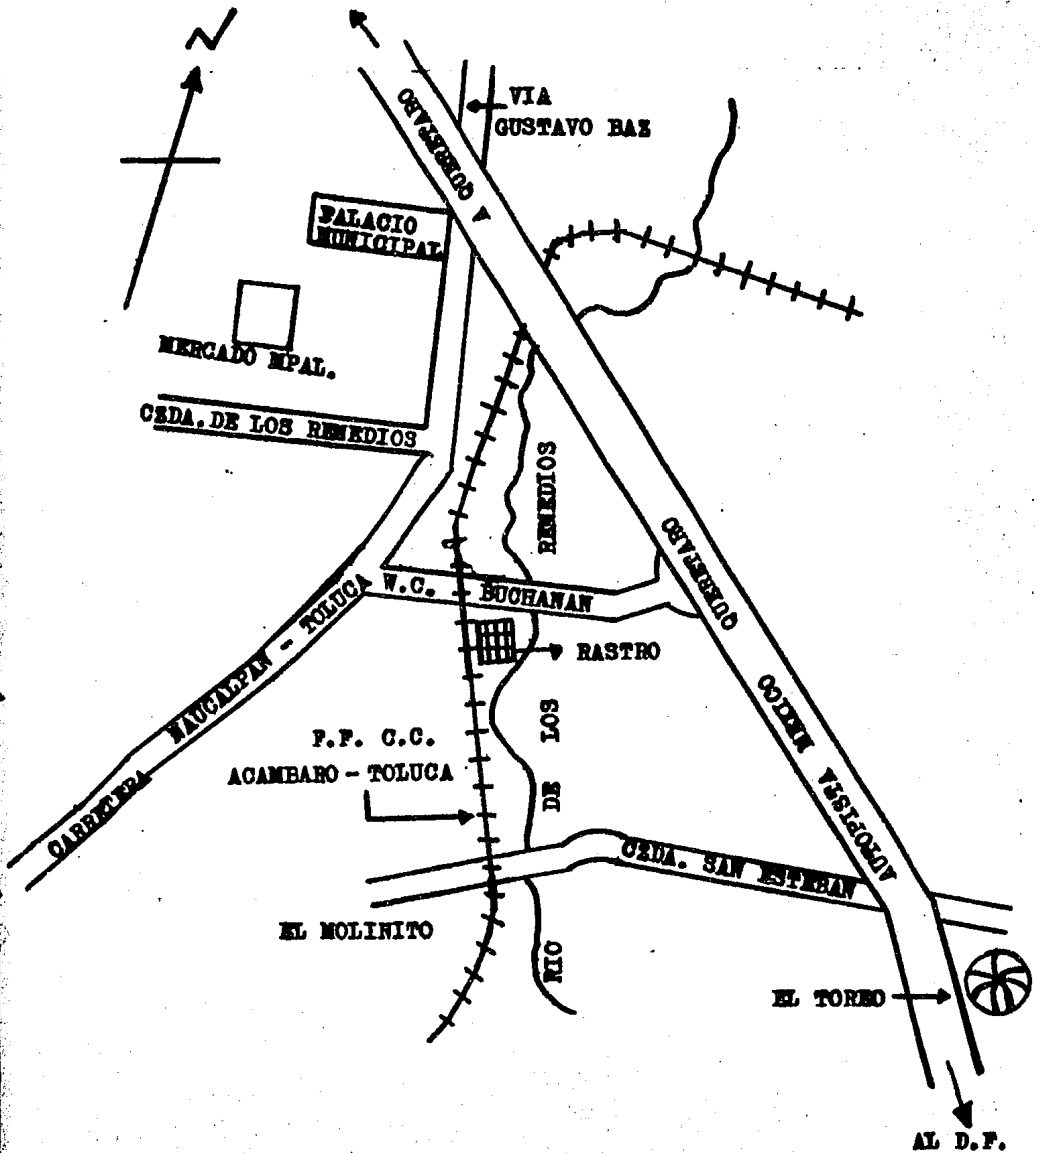 N
VIA
GUSTAVO BAZ
A QUERETARO
PALACIO
MUNICIPAL
MERCADO MPAL.
CZDA. DE LOS REMEDIOS
CARRETERA NAUCALPAN - TOLUCA
W.C. BUCHANAN
RASTRO
F.F. C.C.
ACAMBARO - TOLUCA
RIO DE LOS REMEDIOS
AUTOPISTA MEXICO QUERETARO
CZDA. SAN ESTEBAN
EL MOLINITO
EL TOREO
AL D.F.